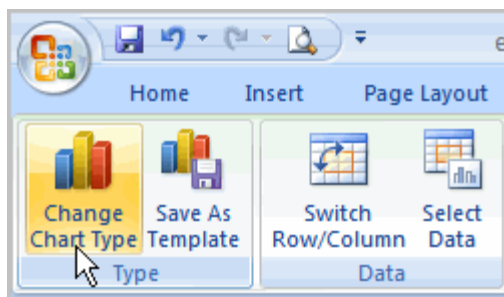 e
Home Insert Page Layout
Change Chart Type
Save As Template
Switch Row/Column
Select Data
Type Data